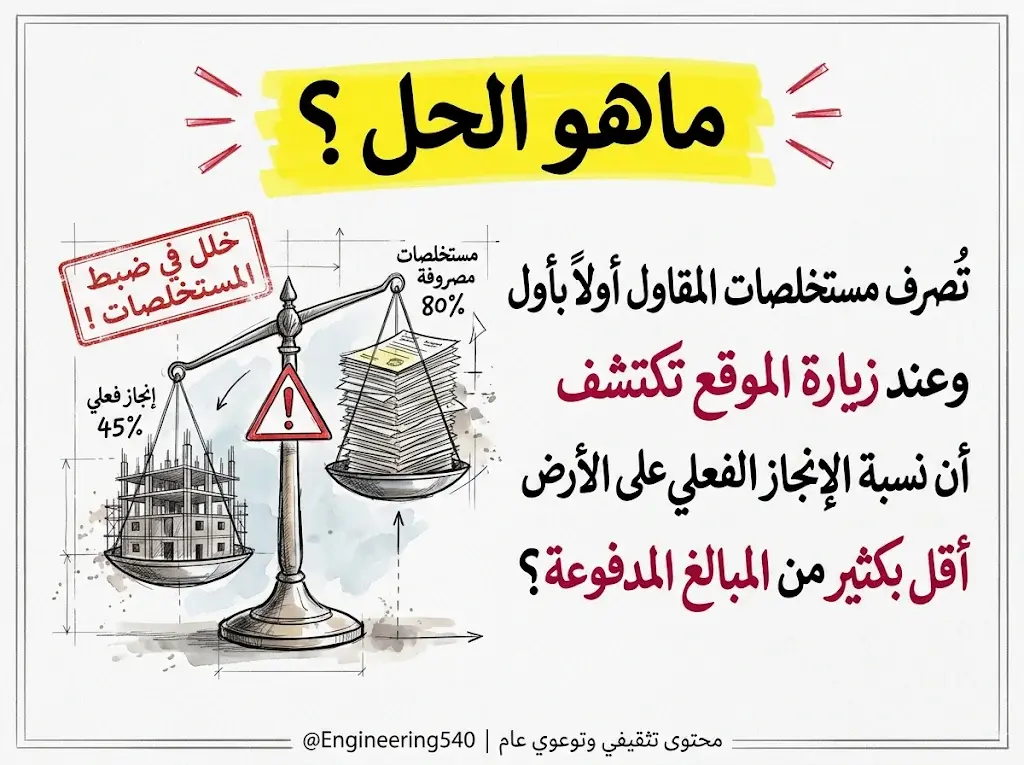 ماهو الحل ؟
خلل في ضبط
المستخلصات !
مستخلصات
مصروفة
80%
إنجاز فعلي
45%
تُصرف مستخلصات المقاول أولاً بأول
وعند زيارة الموقع تكتشف
أن نسبة الإنجاز الفعلي على الأرض
أقل بكثير من المبالغ المدفوعة؟
محتوى تثقيفي وتوعوي عام | @Engineering540